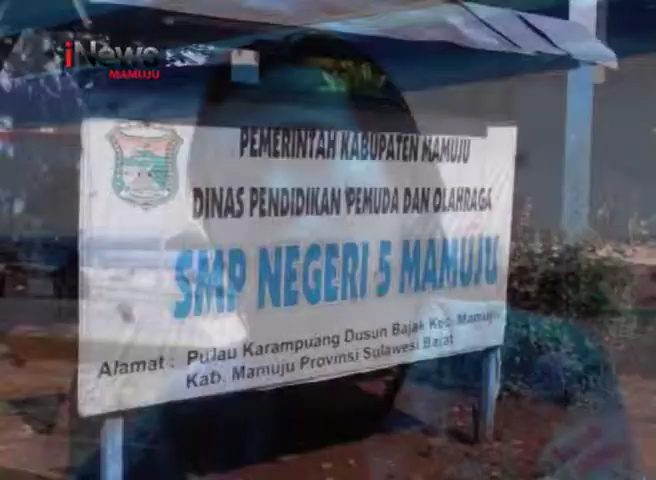 iNews
MAMUJU
PEMERINTAH KABUPATEN MAMUJU
DINAS PENDIDIKAN PEMUDA DAN OLAHRAGA
SMP NEGERI 5 MAMUJU
Alamat : Pulau Karampuang Dusun Bajak Kec. Mamuju
Kab. Mamuju Provinsi Sulawesi Barat